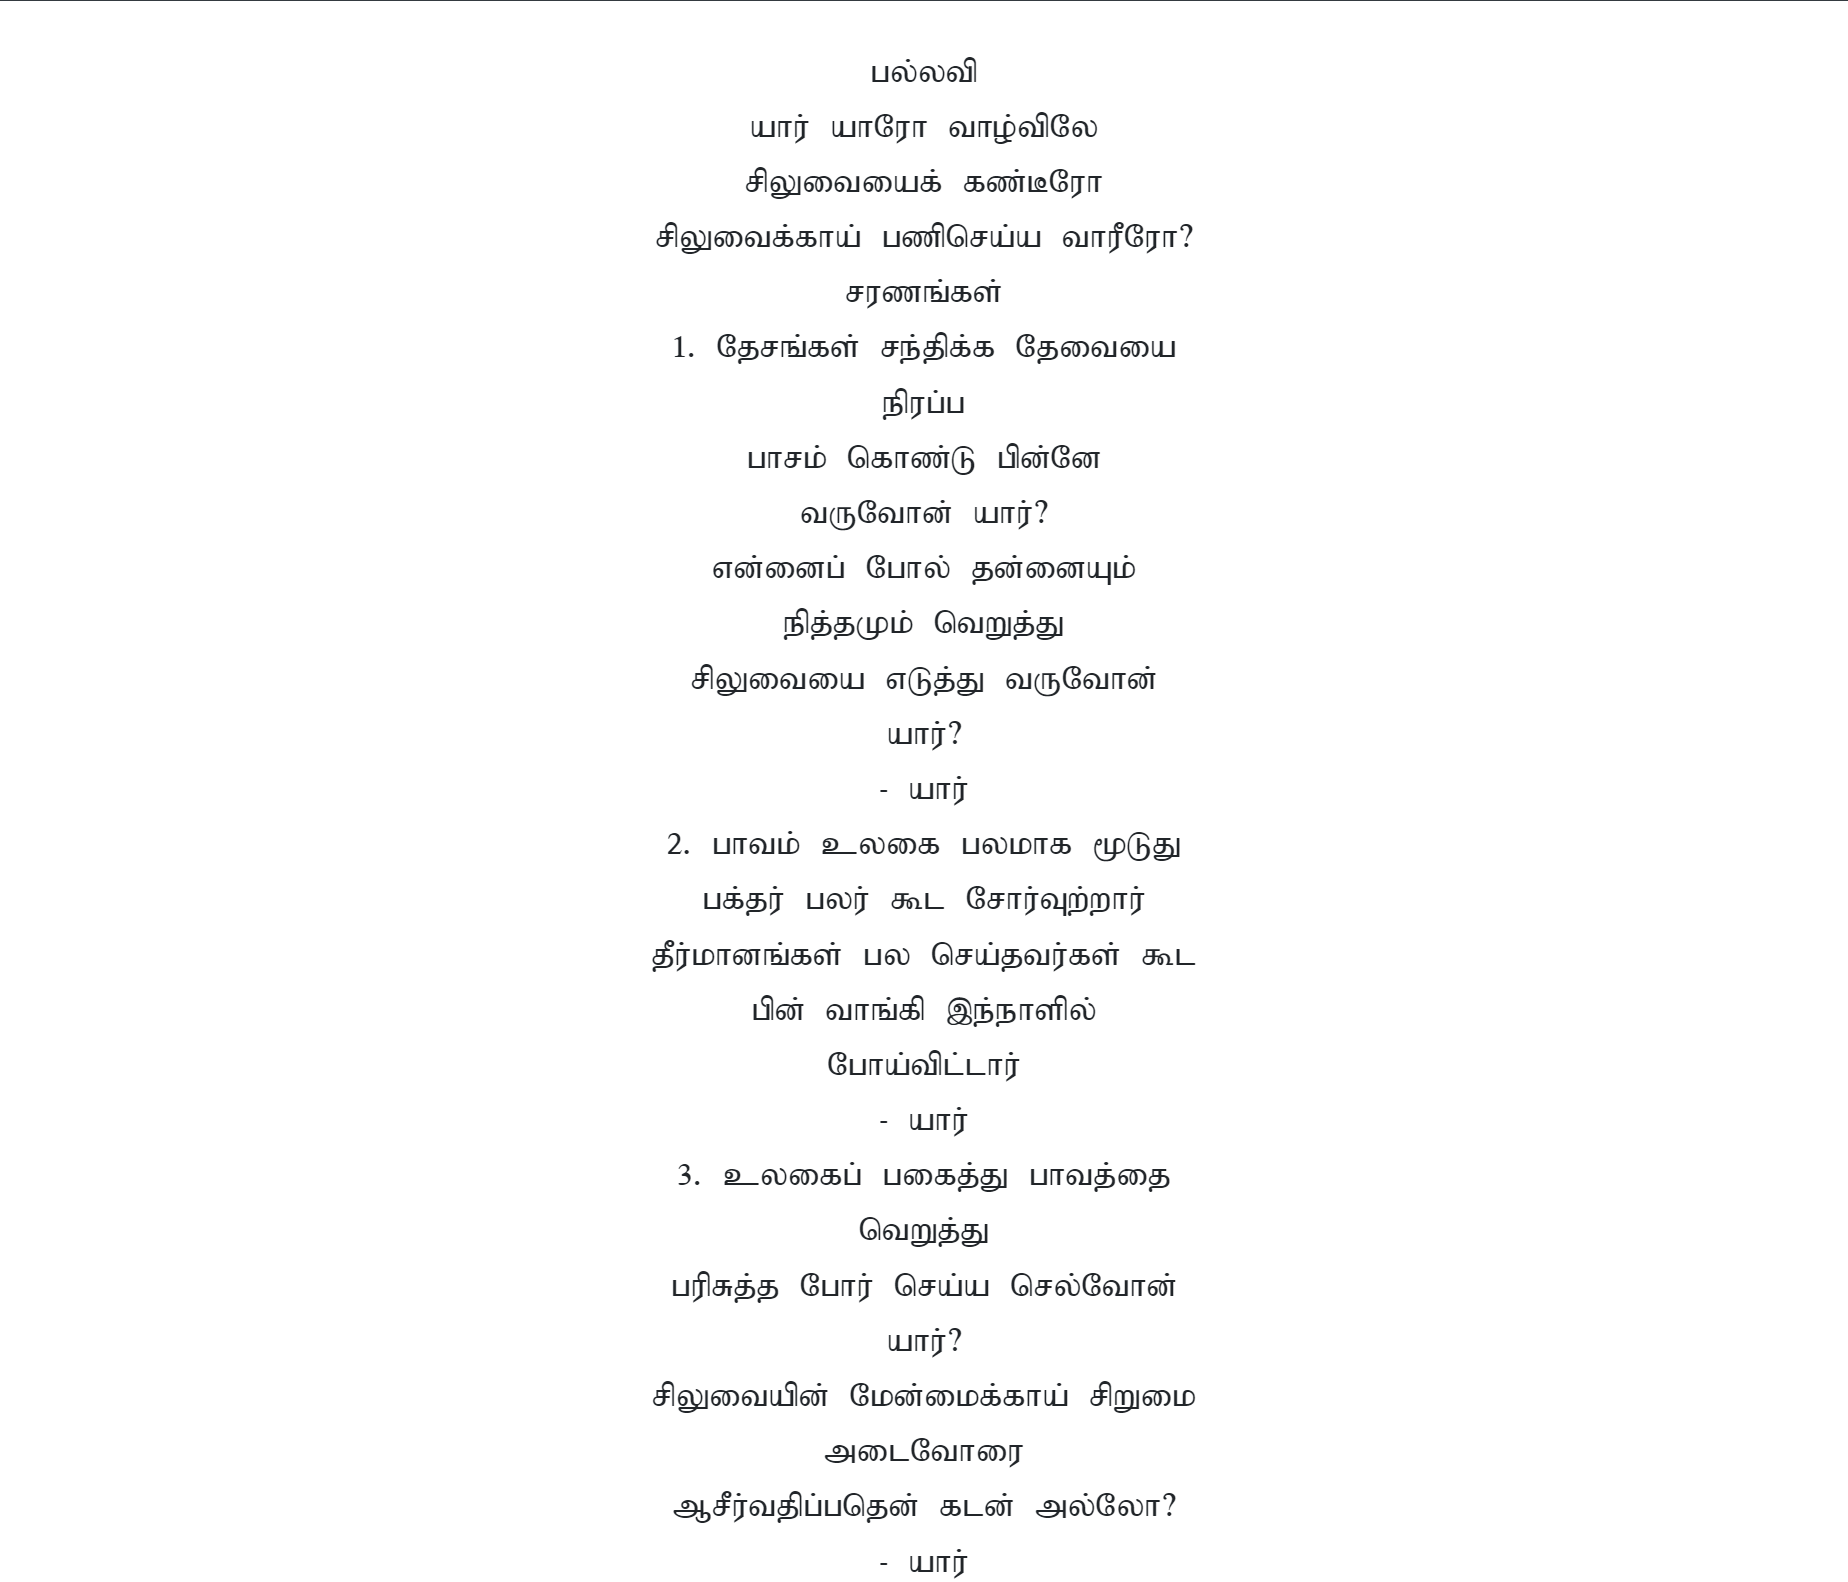 பல்லவி
யார் யாரோ வாழ்விலே
சிலுவையைக் கண்டீரோ
சிலுவைக்காய் பணிசெய்ய வாரீரோ?
சரணங்கள்
1. தேசங்கள் சந்திக்க தேவையை
நிரப்ப
பாசம் கொண்டு பின்னே
வருவோன் யார்?
என்னைப் போல் தன்னையும்
நித்தமும் வெறுத்து
சிலுவையை எடுத்து வருவோன்
யார்?
- யார்
2. பாவம் உலகை பலமாக மூடுது
பக்தர் பலர் கூட சோர்வுற்றார்
தீர்மானங்கள் பல செய்தவர்கள் கூட
பின் வாங்கி இந்நாளில்
போய்விட்டார்
- யார்
3. உலகைப் பகைத்து பாவத்தை
வெறுத்து
பரிசுத்த போர் செய்ய செல்வோன்
யார்?
சிலுவையின் மேன்மைக்காய் சிறுமை
அடைவோரை
ஆசீர்வதிப்பதென் கடன் அல்லோ?
- யார்